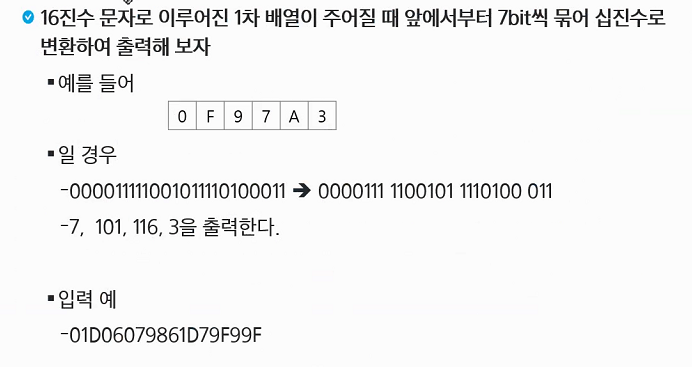 16진수 문자로 이루어진 1차 배열이 주어질 때 앞에서부터 7bit씩 묶어 십진수로
변환하여 출력해 보자
▪예를 들어
0 F 9 7 A 3
▪일 경우
-000011111001011110100011 ➔ 0000111 1100101 1110100 011
-7, 101, 116, 3을 출력한다.
▪입력 예
-01D06079861D79F99F